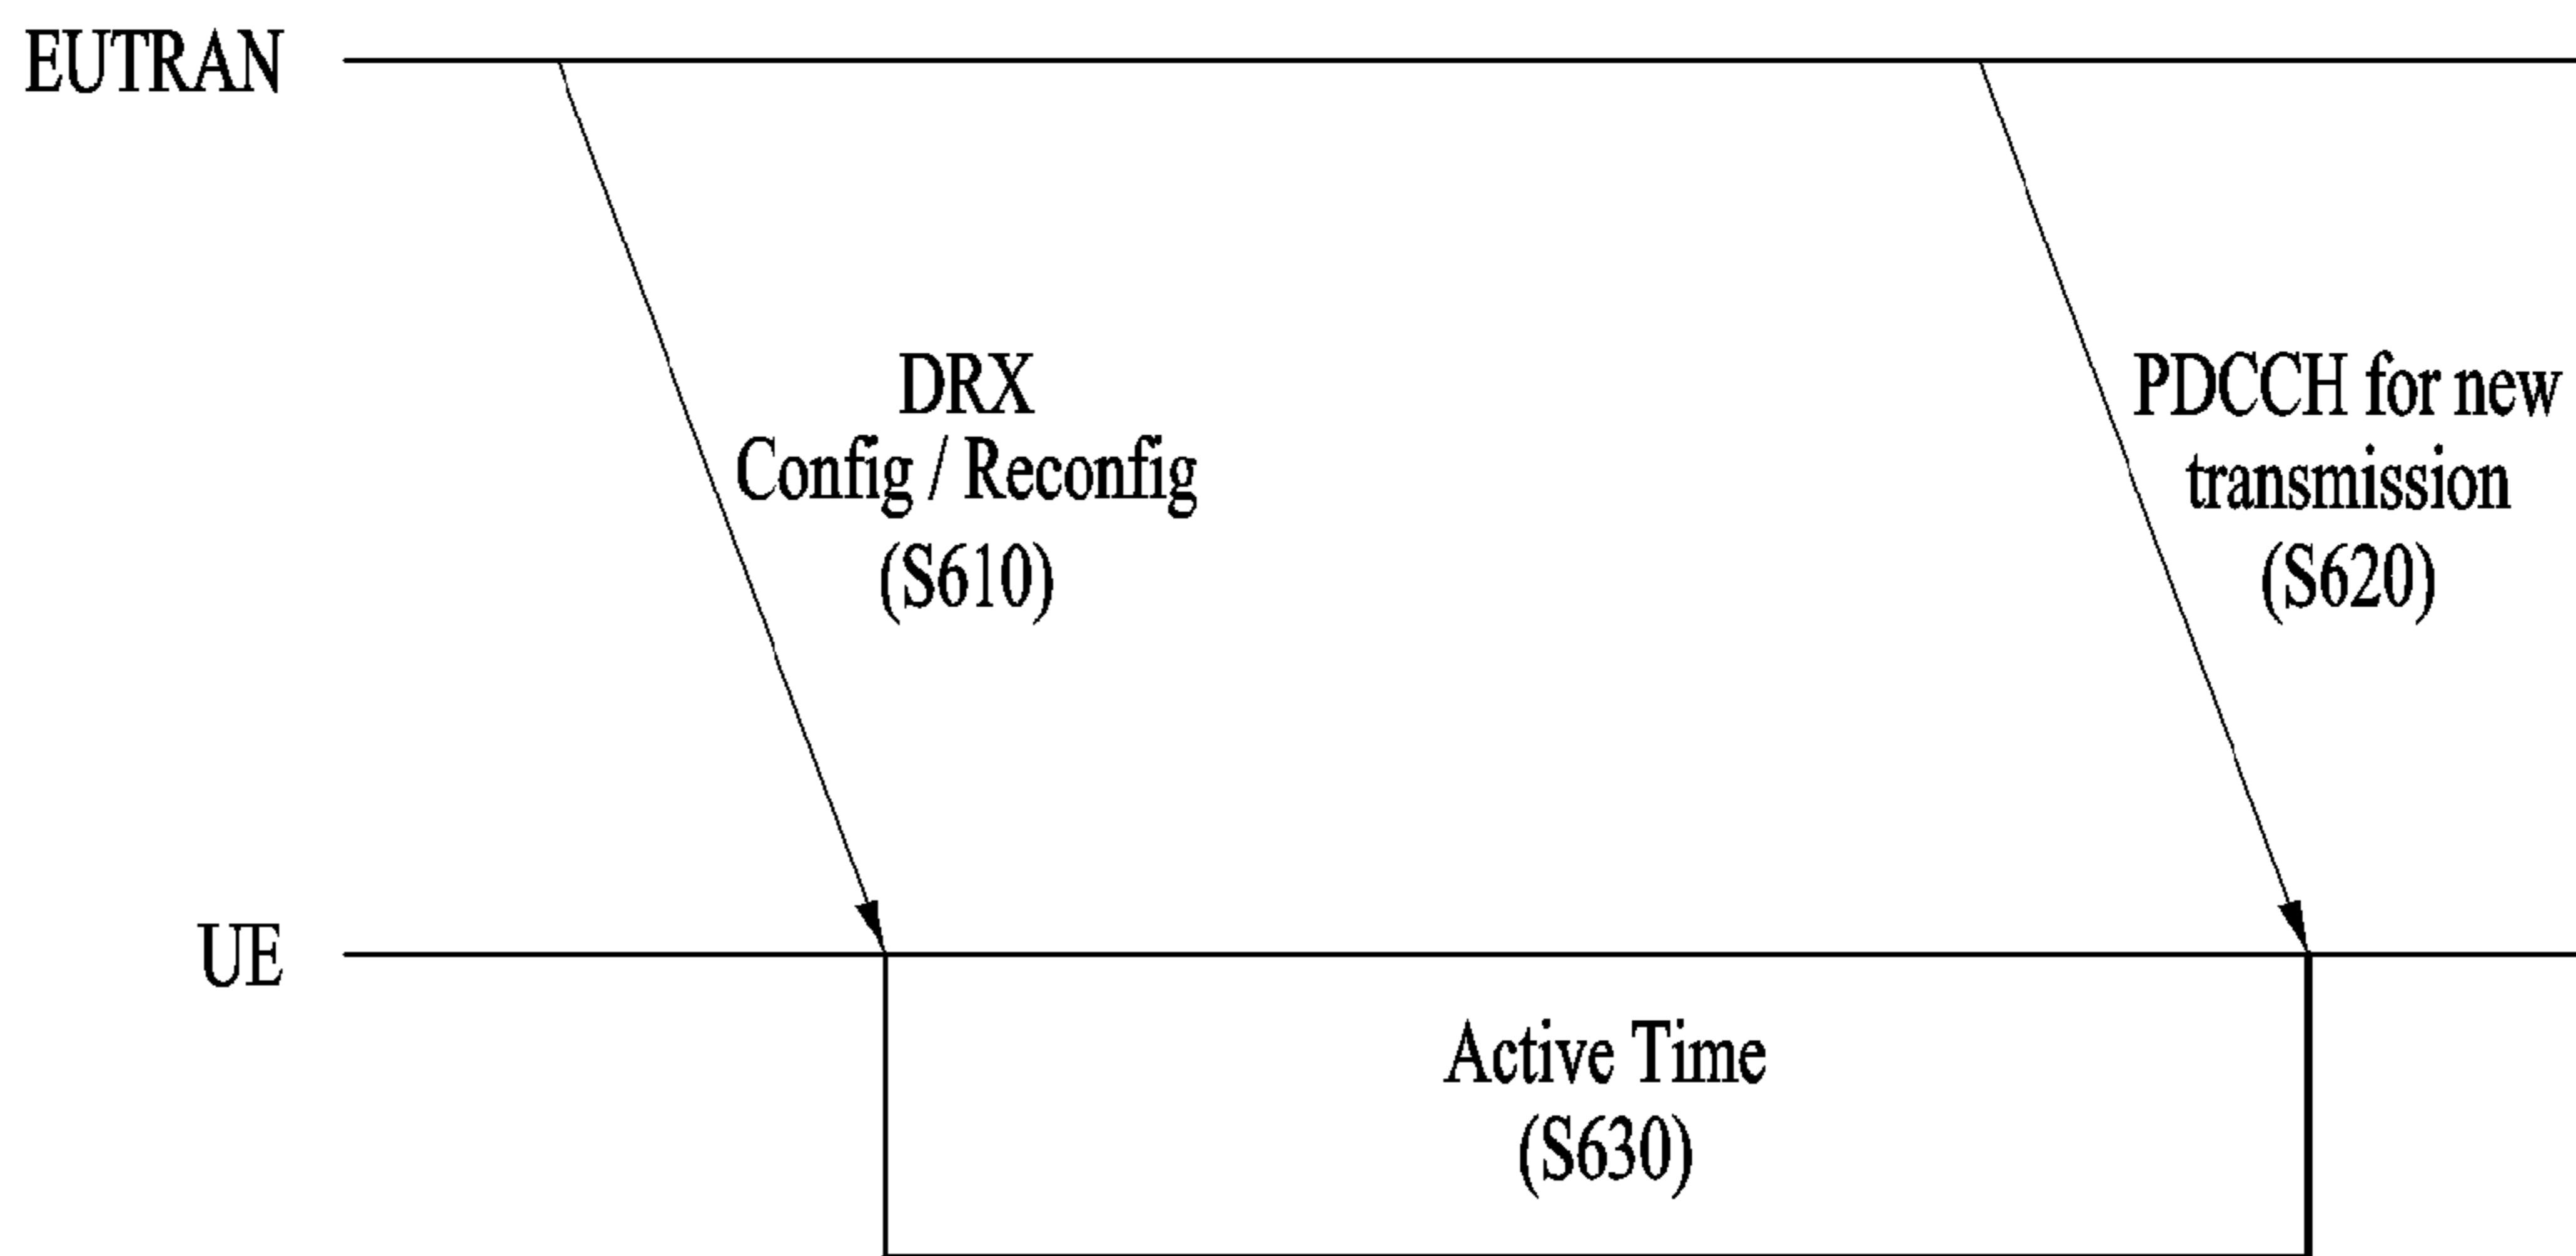 EUTRAN
DRX
Config / Reconfig
(S610)
PDCCH for new
transmission
(S620)
UE
Active Time
(S630)